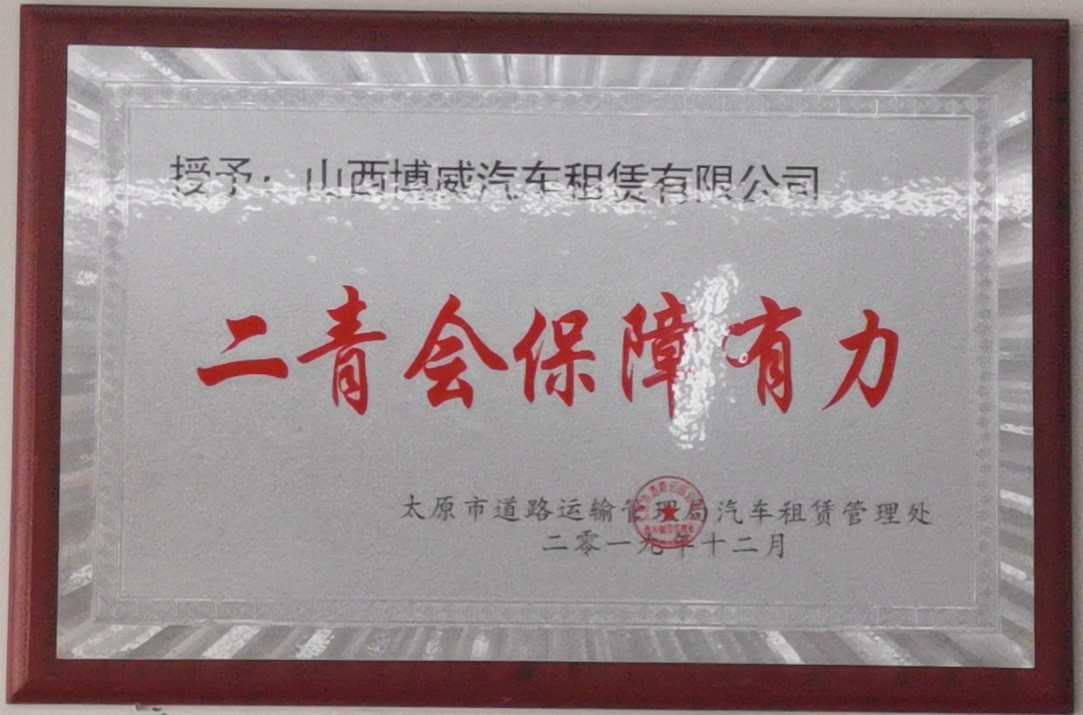 授予：山西博威汽车租赁有限公司
二青会保障有力
太原市道路运输管理局汽车租赁管理处
二零一九年十二月